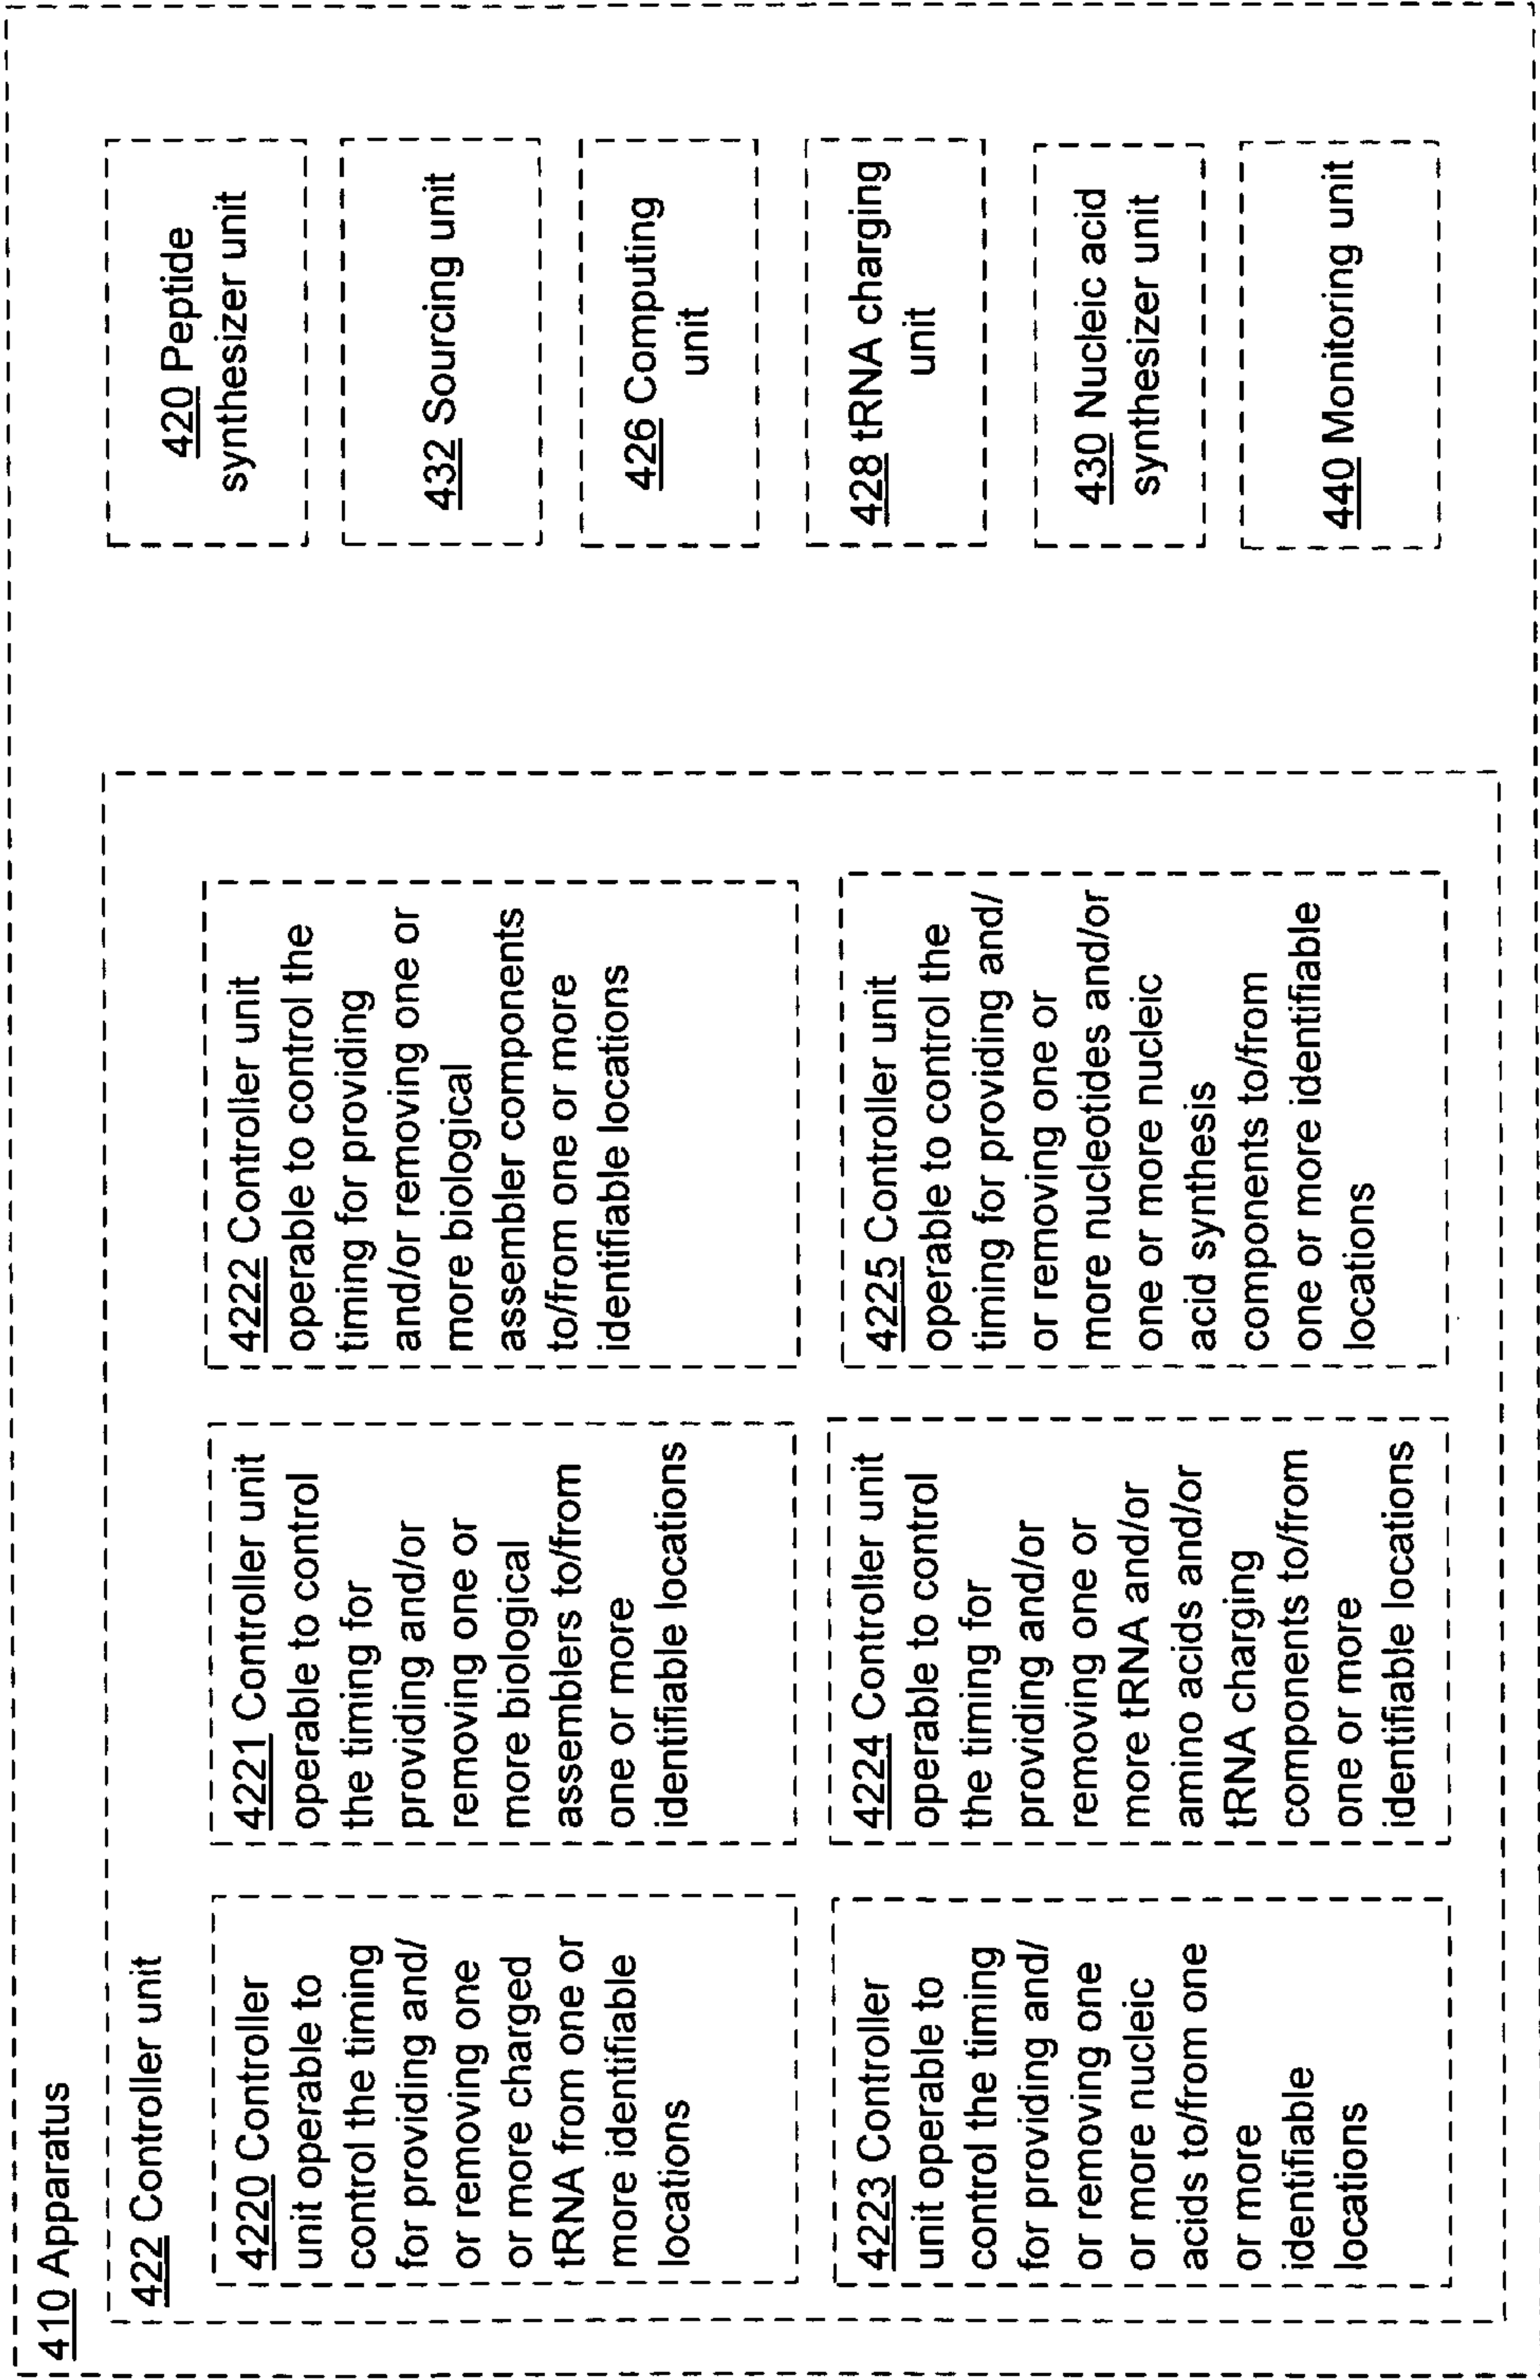 410 Apparatus
422 Controller unit
4220 Controller
unit operable to
control the timing
for providing and/
or removing one
or more charged
tRNA from one or
more identifiable
locations
4221 Controller unit
operable to control
the timing for
providing and/or
removing one or
more biological
assemblers to/from
one or more
identifiable locations
4222 Controller unit
operable to control the
timing for providing
and/or removing one or
more biological
assembler components
to/from one or more
identifiable locations
4223 Controller
unit operable to
control the timing
for providing and/
or removing one
or more nucleic
acids to/from one
or more
identifiable
locations
4224 Controller unit
operable to control
the timing for
providing and/or
removing one or
more tRNA and/or
amino acids and/or
tRNA charging
components to/from
one or more
identifiable locations
4225 Controller unit
operable to control the
timing for providing and/
or removing one or
more nucleotides and/or
one or more nucleic
acid synthesis
components to/from
one or more identifiable
locations
420 Peptide
synthesizer unit
432 Sourcing unit
426 Computing
unit
428 tRNA charging
unit
430 Nucleic acid
synthesizer unit
440 Monitoring unit